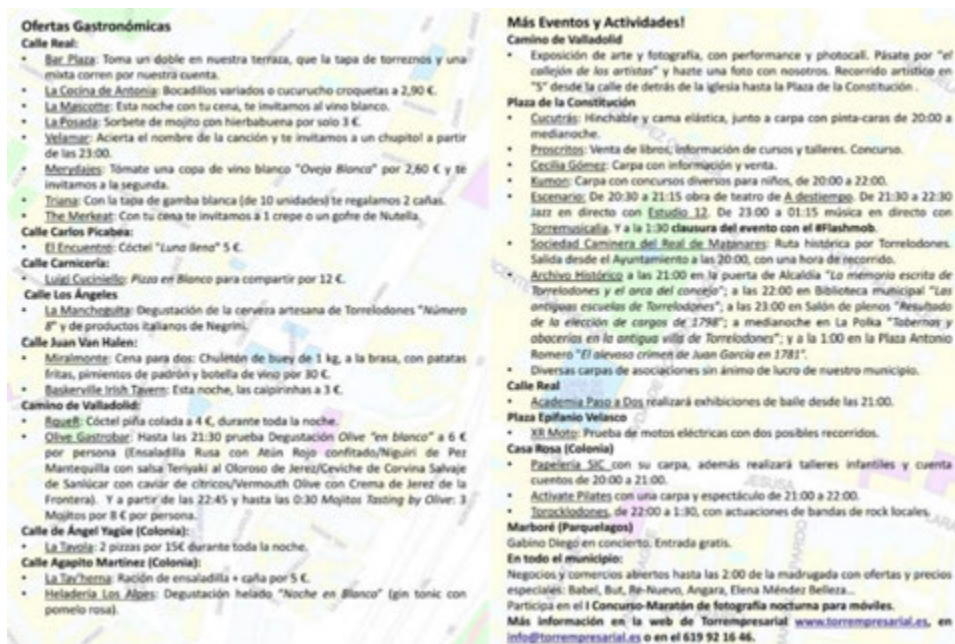 Ofertas Gastronómicas
Calle Real:
• Bar Plaza: Toma un doble en nuestra terraza, que la tapa de torreznos y una
mixta corren por nuestra cuenta.
• La Cocina de Antonia: Bocadillos variados o cucurucho croquetas a 2,90 €.
• La Mascotte: Esta noche con tu cena, te invitamos al vino blanco.
• La Posada: Sorbete de mojito con hierbabuena por solo 3 €.
• Velamar: Acierta el nombre de la canción y te invitamos a un chupito! a partir
de las 23:00.
• Merydajes: Tómate una copa de vino blanco "Oveja Blanca" por 2,60 € y te
invitamos a la segunda.
• Triana: Con la tapa de gamba blanca (de 10 unidades) te regalamos 2 cañas.
• The Merkeat: Con tu cena te invitamos a 1 crepe o un gofre de Nutella.
Calle Carlos Picabea:
• El Encuentro: Cóctel "Luna llena" 5 €.
Calle Carnicería:
• Luigi Cuciniello: Pizza en Blanco para compartir por 12 €.
Calle Los Ángeles
• La Mancheguita: Degustación de la cerveza artesana de Torrelodones "Número
8" y de productos italianos de Negrini.
Calle Juan Van Halen:
• Miralmonte: Cena para dos: Chuletón de buey de 1 kg, a la brasa, con patatas
fritas, pimientos de padrón y botella de vino por 30 €.
• Baskerville Irish Tavern: Esta noche, las caipirinhas a 3 €.
Camino de Valladolid:
• RqueR: Cóctel piña colada a 4 €, durante toda la noche.
• Olive Gastrobar: Hasta las 21:30 prueba Degustación Olive "en blanco" a 6 €
por persona (Ensaladilla Rusa con Atún Rojo confitado/Niguiri de Pez
Mantequilla con salsa Teriyaki al Oloroso de Jerez/Ceviche de Corvina Salvaje
de Sanlúcar con caviar de cítricos/Vermouth Olive con Crema de Jerez de la
Frontera). Y a partir de las 22:45 y hasta las 0:30 Mojitos Tasting by Olive: 3
Mojitos por 8 € por persona.
Calle de Ángel Yagüe (Colonia):
• La Tavola: 2 pizzas por 15€ durante toda la noche.
Calle Agapito Martínez (Colonia):
• La Tav'herna: Ración de ensaladilla + caña por 5 €.
• Heladería Los Alpes: Degustación helado "Noche en Blanco" (gin tonic con
pomelo rosa).
Más Eventos y Actividades!
Camino de Valladolid
• Exposición de arte y fotografía, con performance y photocall. Pásate por "el
callejón de los artistas" y hazte una foto con nosotros. Recorrido artístico en
"S" desde la calle de detrás de la iglesia hasta la Plaza de la Constitución .
Plaza de la Constitución
• Cucutrás: Hinchable y cama elástica, junto a carpa con pinta-caras de 20:00 a
medianoche.
• Proscritos: Venta de libros, información de cursos y talleres. Concurso.
• Cecilia Gómez: Carpa con información y venta.
• Kumon: Carpa con concursos diversos para niños, de 20:00 a 22:00.
• Escenario: De 20:30 a 21:15 obra de teatro de A destiempo. De 21:30 a 22:30
Jazz en directo con Estudio 12. De 23:00 a 01:15 música en directo con
Torremusicalia. Y a la 1:30 clausura del evento con el #Flashmob.
• Sociedad Caminera del Real de Manzanares: Ruta histórica por Torrelodones.
Salida desde el Ayuntamiento a las 20:00, con una hora de recorrido.
• Archivo Histórico a las 21:00 en la puerta de Alcaldía "La memoria escrita de
Torrelodones y el arca del concejo"; a las 22:00 en Biblioteca municipal "Las
antiguas escuelas de Torrelodones"; a las 23:00 en Salón de plenos "Resultado
de la elección de cargos de 1798"; a medianoche en La Polka "Tabernas y
abacerías en la antigua villa de Torrelodones"; y a la 1:00 en la Plaza Antonio
Romero "El alevoso crimen de Juan García en 1781".
• Diversas carpas de asociaciones sin ánimo de lucro de nuestro municipio.
Calle Real
• Academia Paso a Dos realizará exhibiciones de baile desde las 21:00.
Plaza Epifanio Velasco
• XR Moto: Prueba de motos eléctricas con dos posibles recorridos.
Casa Rosa (Colonia)
• Papelería SIC con su carpa, además realizará talleres infantiles y cuenta
cuentos de 20:00 a 21:00.
• Activate Pilates con una carpa y espectáculo de 21:00 a 22:00.
• Torocklodones, de 22:00 a 1:30, con actuaciones de bandas de rock locales.
Marboré (Parquelagos)
Gabino Diego en concierto. Entrada gratis.
En todo el municipio:
Negocios y comercios abiertos hasta las 2:00 de la madrugada con ofertas y precios
especiales: Babel, But, Re-Nuevo, Angara, Elena Méndez Belleza...
Participa en el I Concurso-Maratón de fotografía nocturna para móviles.
Más información en la web de Torrempresarial www.torrempresarial.es, en
info@torrempresarial.es o en el 619 92 16 46.